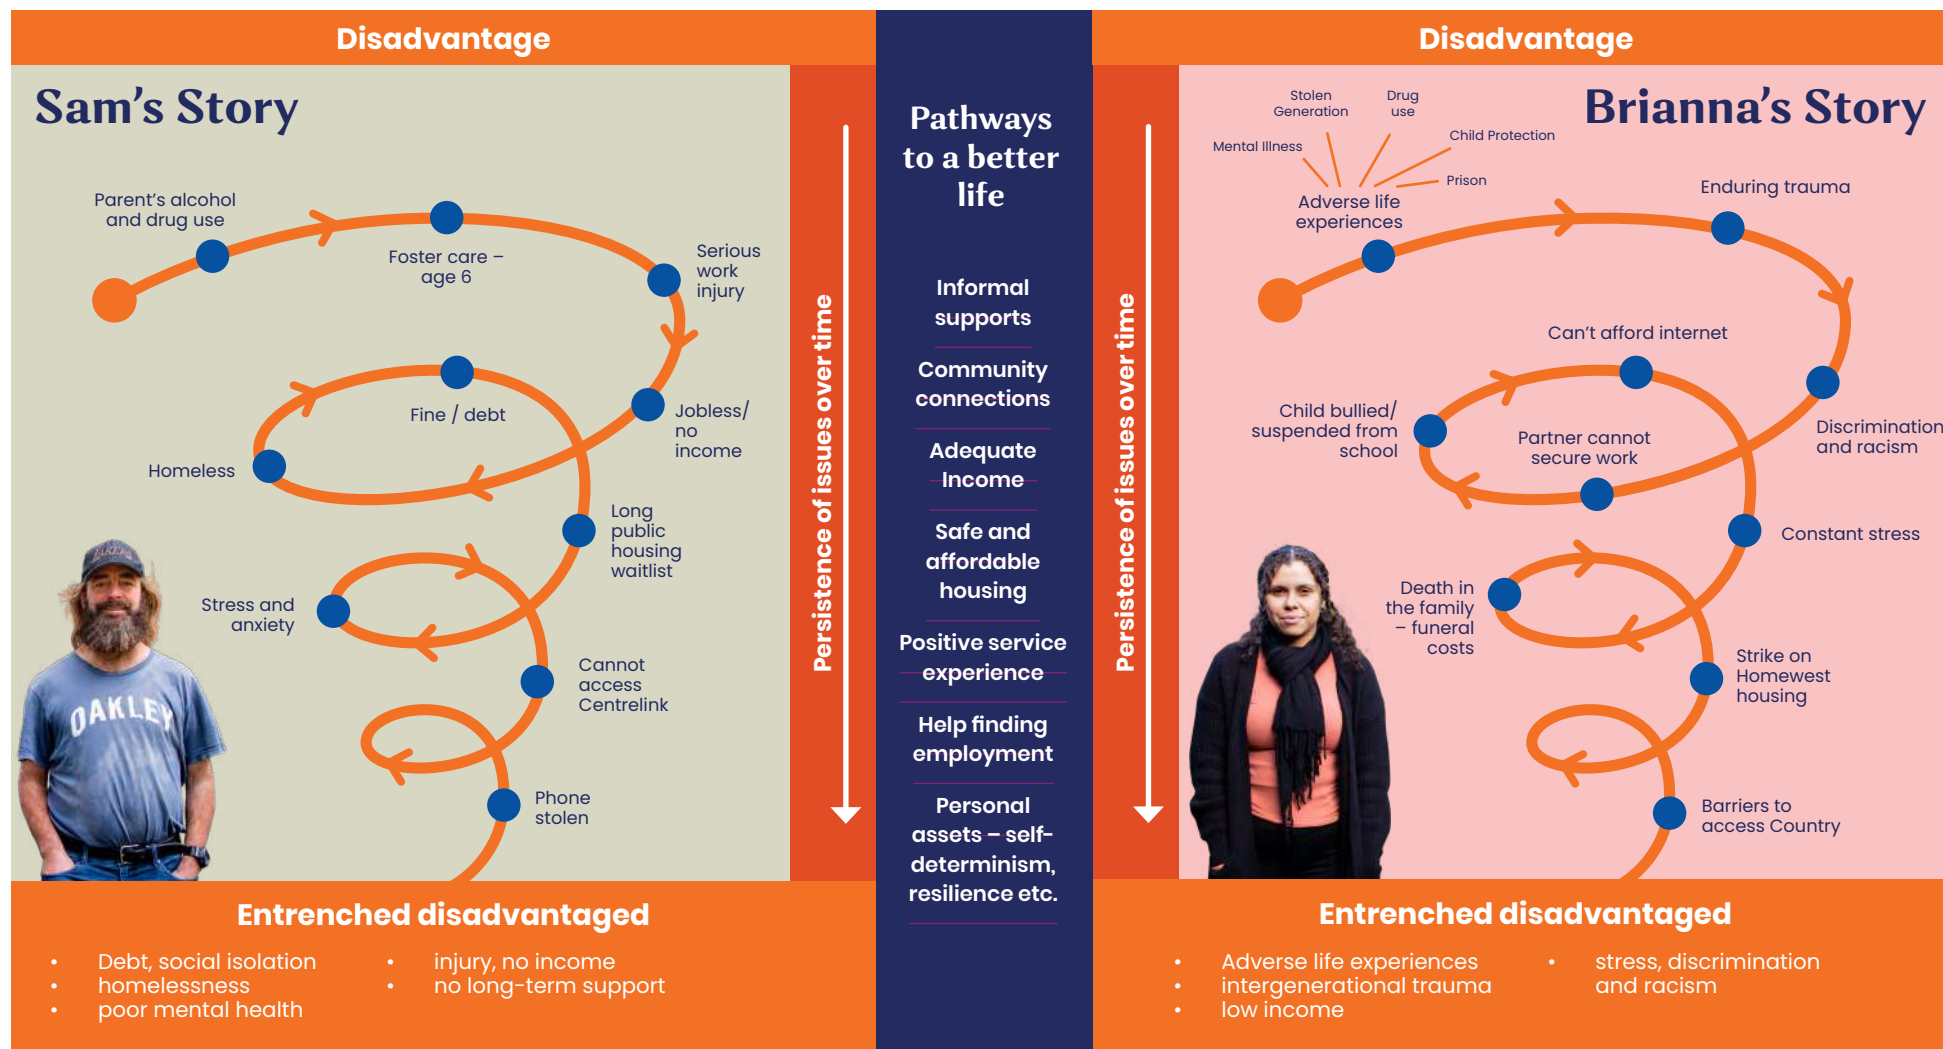 Disadvantage
Sam's Story
Parent's alcohol
and drug use
Foster care –
age 6
Serious
work
injury
Jobless/
no
income
Fine / debt
Homeless
Long
public
housing
waitlist
Stress and
anxiety
Cannot
access
Centrelink
Phone
stolen
LAKERS
OAKLEY
Persistence of issues over time
Entrenched disadvantaged
• Debt, social isolation
• homelessness
• poor mental health
• injury, no income
• no long-term support
Pathways
to a better
life
Informal
supports
Community
connections
Adequate
Income
Safe and
affordable
housing
Positive service
experience
Help finding
employment
Personal
assets – self-
determinism,
resilience etc.
Disadvantage
Persistence of issues over time
Brianna's Story
Stolen
Generation
Drug
use
Mental Illness
Child Protection
Prison
Adverse life
experiences
Enduring trauma
Discrimination
and racism
Can't afford internet
Child bullied/
suspended from
school
Partner cannot
secure work
Constant stress
Death in
the family
– funeral
costs
Strike on
Homewest
housing
Barriers to
access Country
Entrenched disadvantaged
• Adverse life experiences
• intergenerational trauma
• low income
• stress, discrimination
and racism